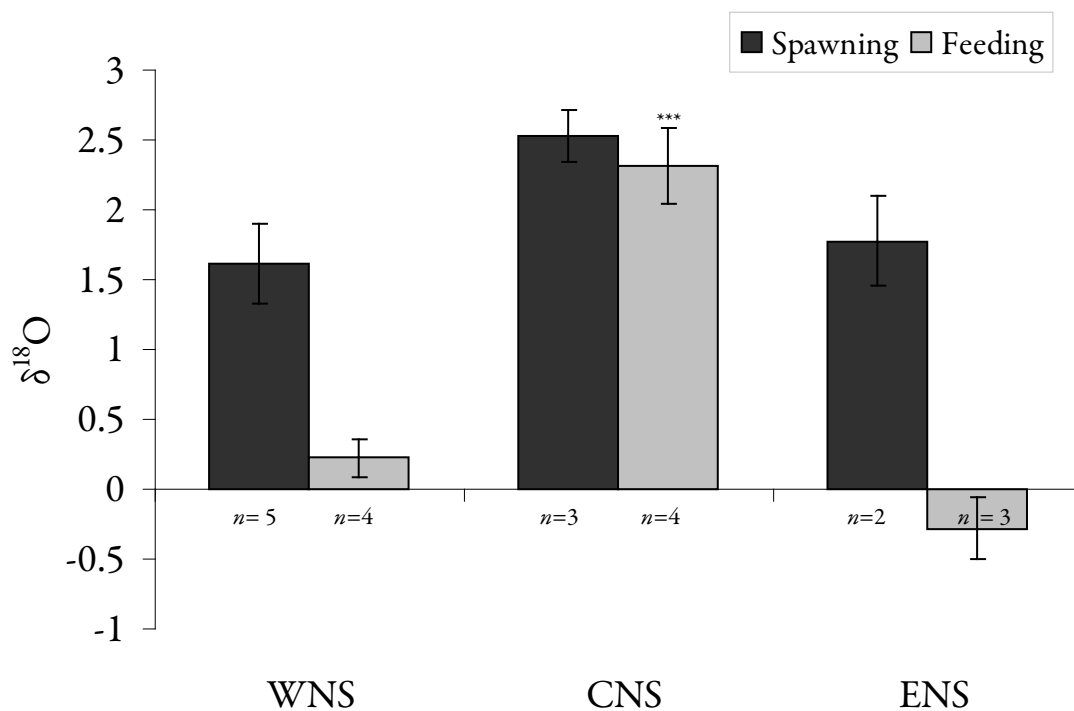 Spawning Feeding
3
2.5
2
1.5
1
0.5
0
-0.5
-1
δ¹⁸O
***
n= 5 n=4 n=3 n=4 n=2 n = 3
WNS CNS ENS